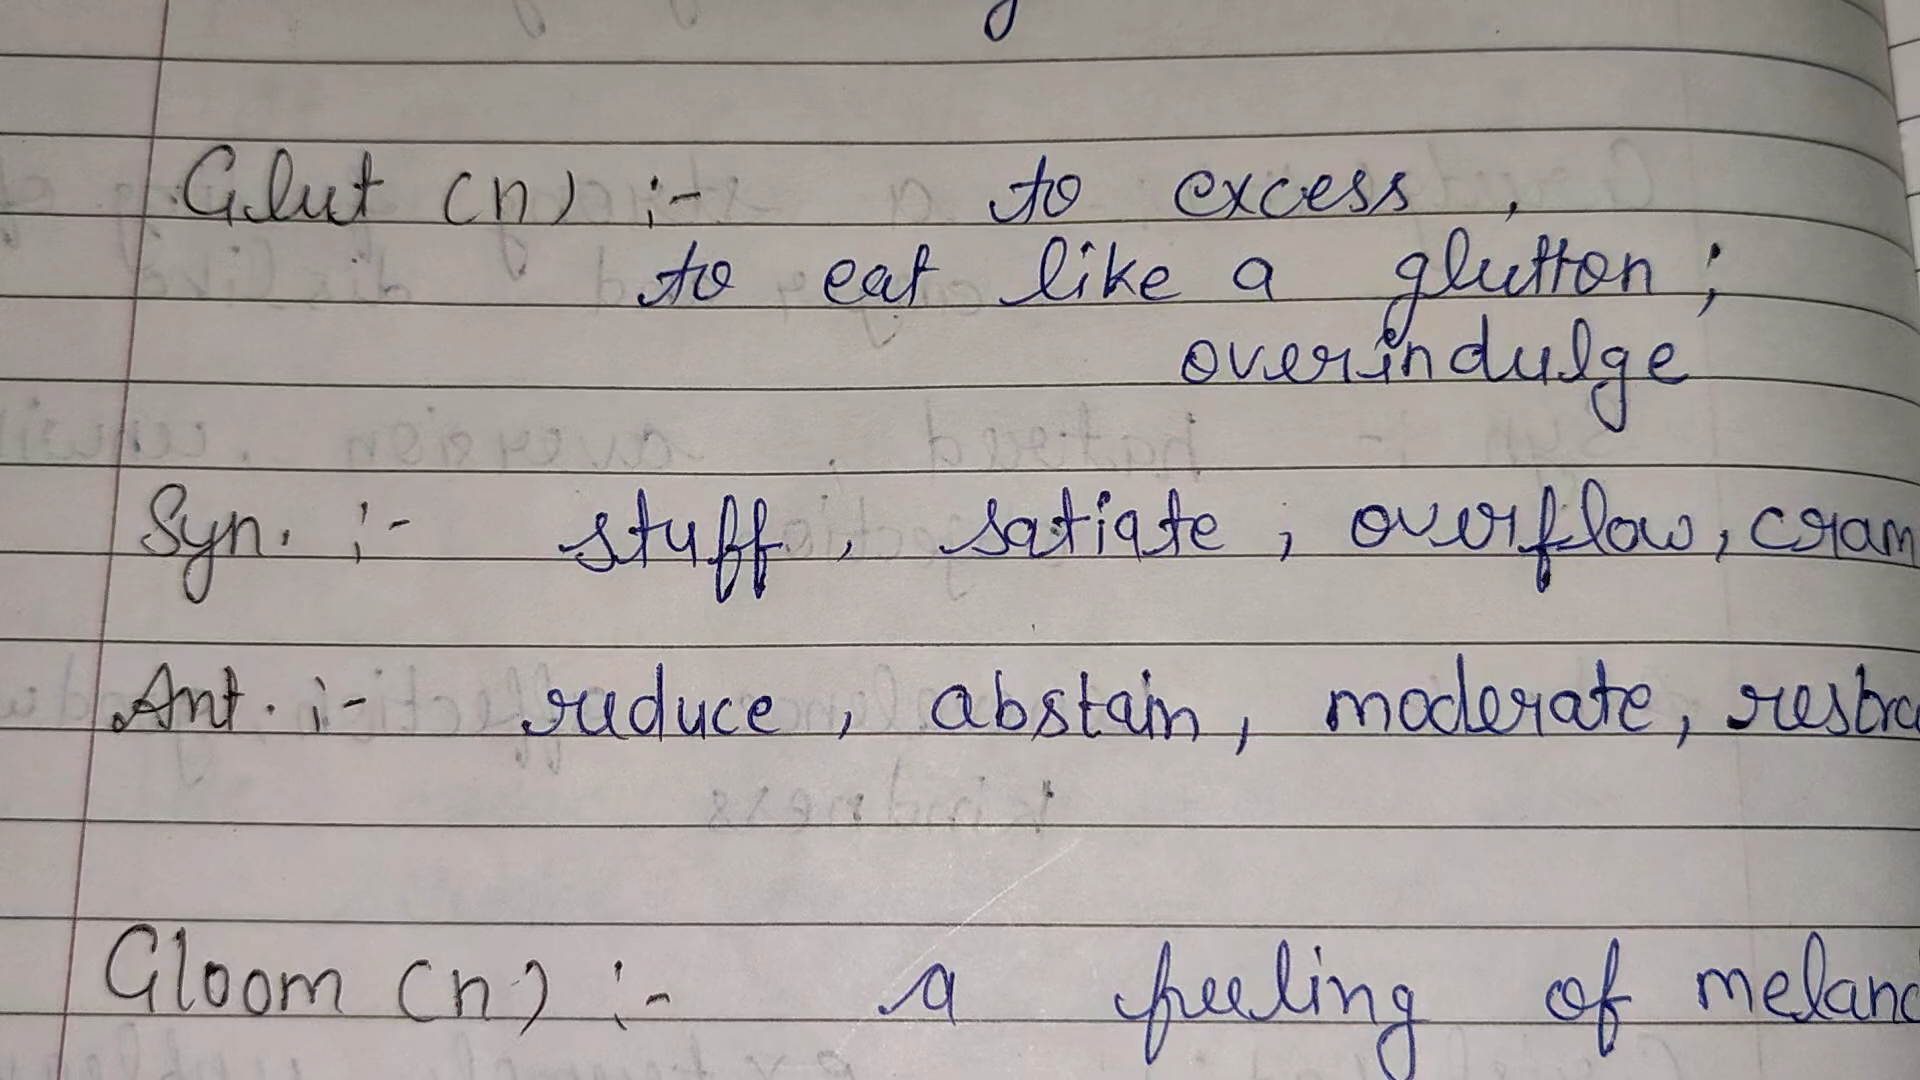 Glut (n) :- to excess,
to eat like a glutton;
overindulge
Syn. :- stuff, satiate, overflow, cram
Ant. :- reduce, abstain, moderate,
Gloom (n) :- a feeling of